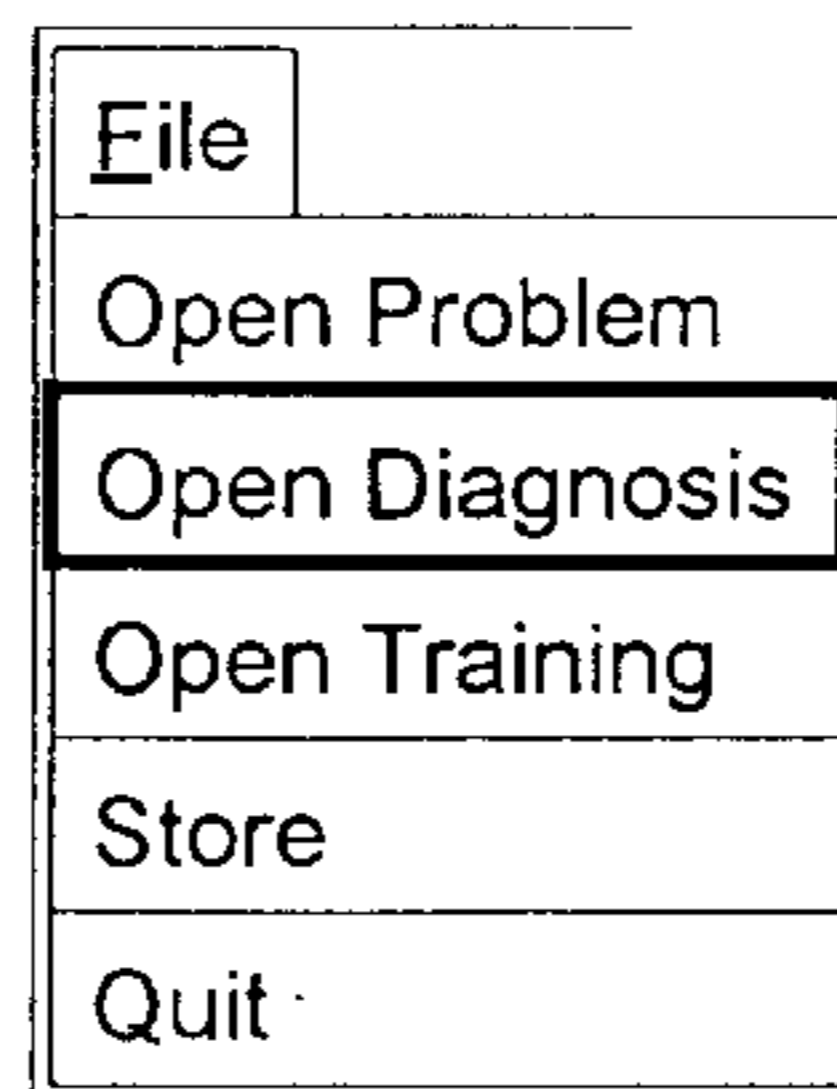 File
Open Problem
Open Diagnosis
Open Training
Store
Quit